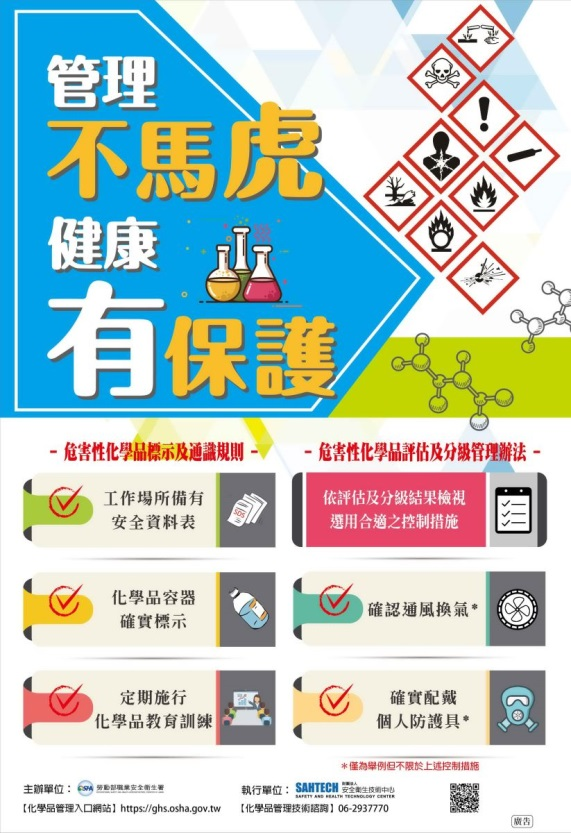 管理
不馬虎
健康
有保護
- 危害性化學品標示及通識規則 -
工作場所備有
安全資料表
SDS
化學品容器
確實標示
定期施行
化學品教育訓練
- 危害性化學品評估及分級管理辦法 -
依評估及分級結果檢視
選用合適之控制措施
確認通風換氣*
確實配戴
個人防護具*
*僅為舉例但不限於上述控制措施
主辦單位： OSHA 勞動部職業安全衛生署
執行單位： SAHTECH 財團法人 安全衛生技術中心
SAFETY AND HEALTH TECHNOLOGY CENTER
【化學品管理入口網站】https://ghs.osha.gov.tw
【化學品管理技術諮詢】06-2937770
廣告